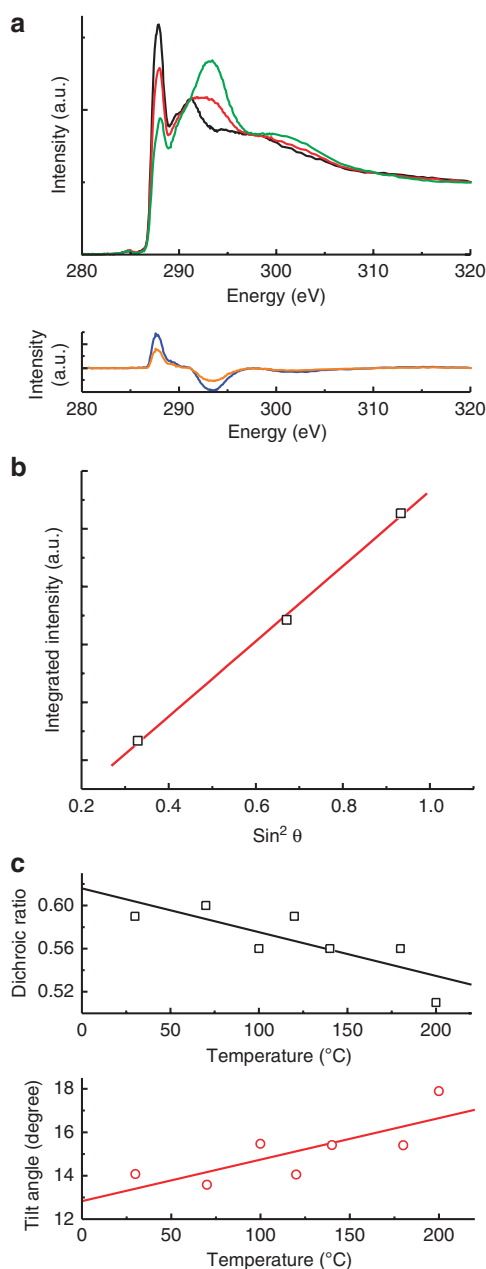 a
Intensity (a.u.)
280 290 300 310 320
Energy (eV)
Intensity
(a.u.)
280 290 300 310 320
Energy (eV)
b
Integrated intensity (a.u.)
0.2 0.4 0.6 0.8 1.0
Sin² θ
c
Dichroic ratio
0.60
0.56
0.52
0 50 100 150 200
Temperature (°C)
Tilt angle (degree)
18
16
14
12
0 50 100 150 200
Temperature (°C)